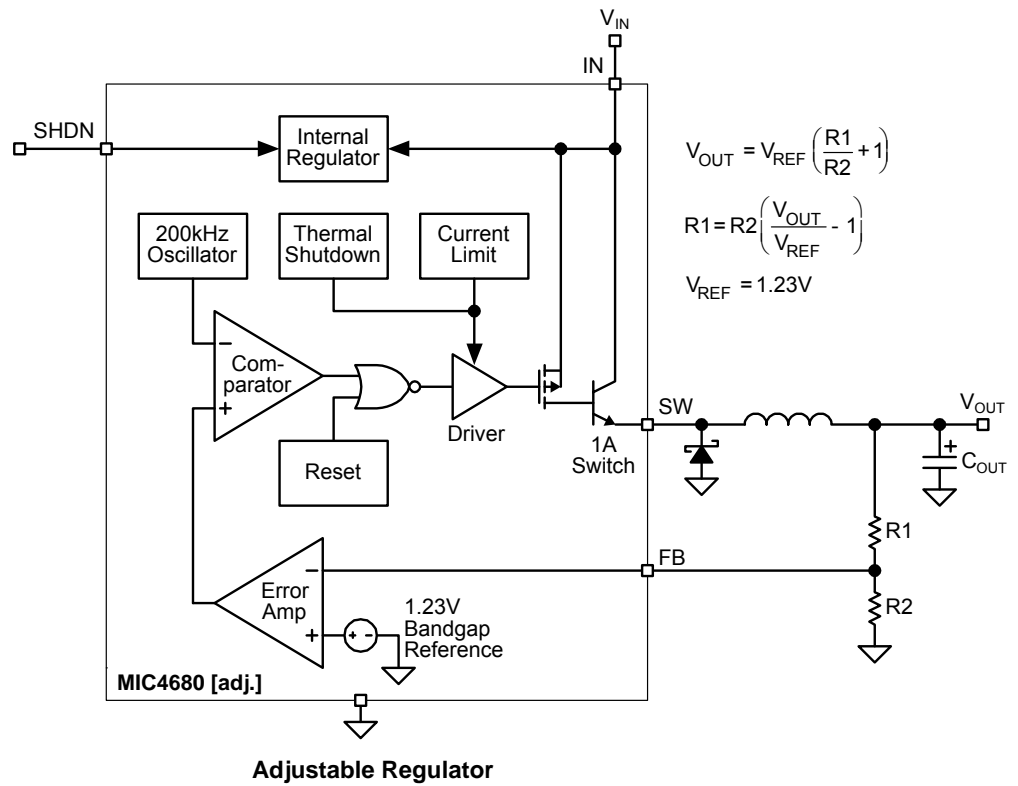 V_IN
IN
SHDN
Internal
Regulator
V_OUT = V_REF (R1/R2 + 1)
R1 = R2 (V_OUT/V_REF - 1)
V_REF = 1.23V
200kHz
Oscillator
Thermal
Shutdown
Current
Limit
−
Com-
parator
+
Driver
Reset
1A
Switch
SW
V_OUT
+
C_OUT
R1
FB
R2
−
Error
Amp
+
+ -
1.23V
Bandgap
Reference
MIC4680 [adj.]
Adjustable Regulator